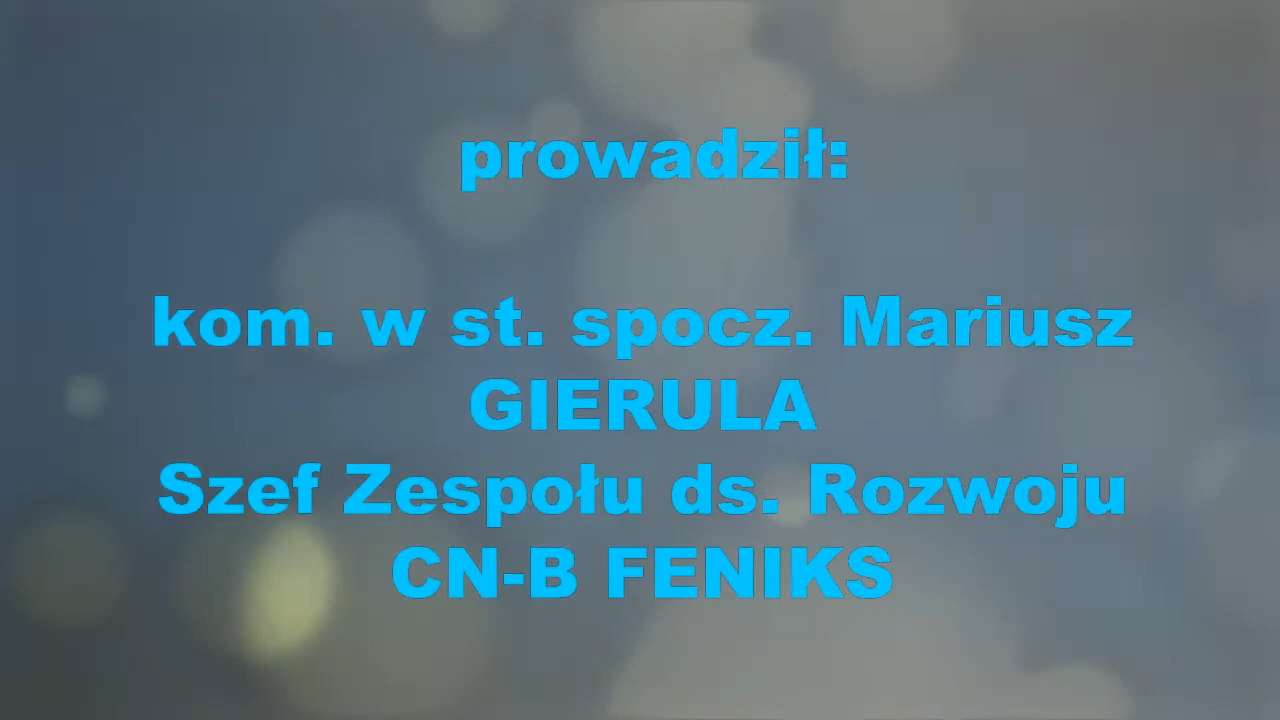 prowadził:
kom. w st. spocz. Mariusz
GIERULA
Szef Zespołu ds. Rozwoju
CN-B FENIKS